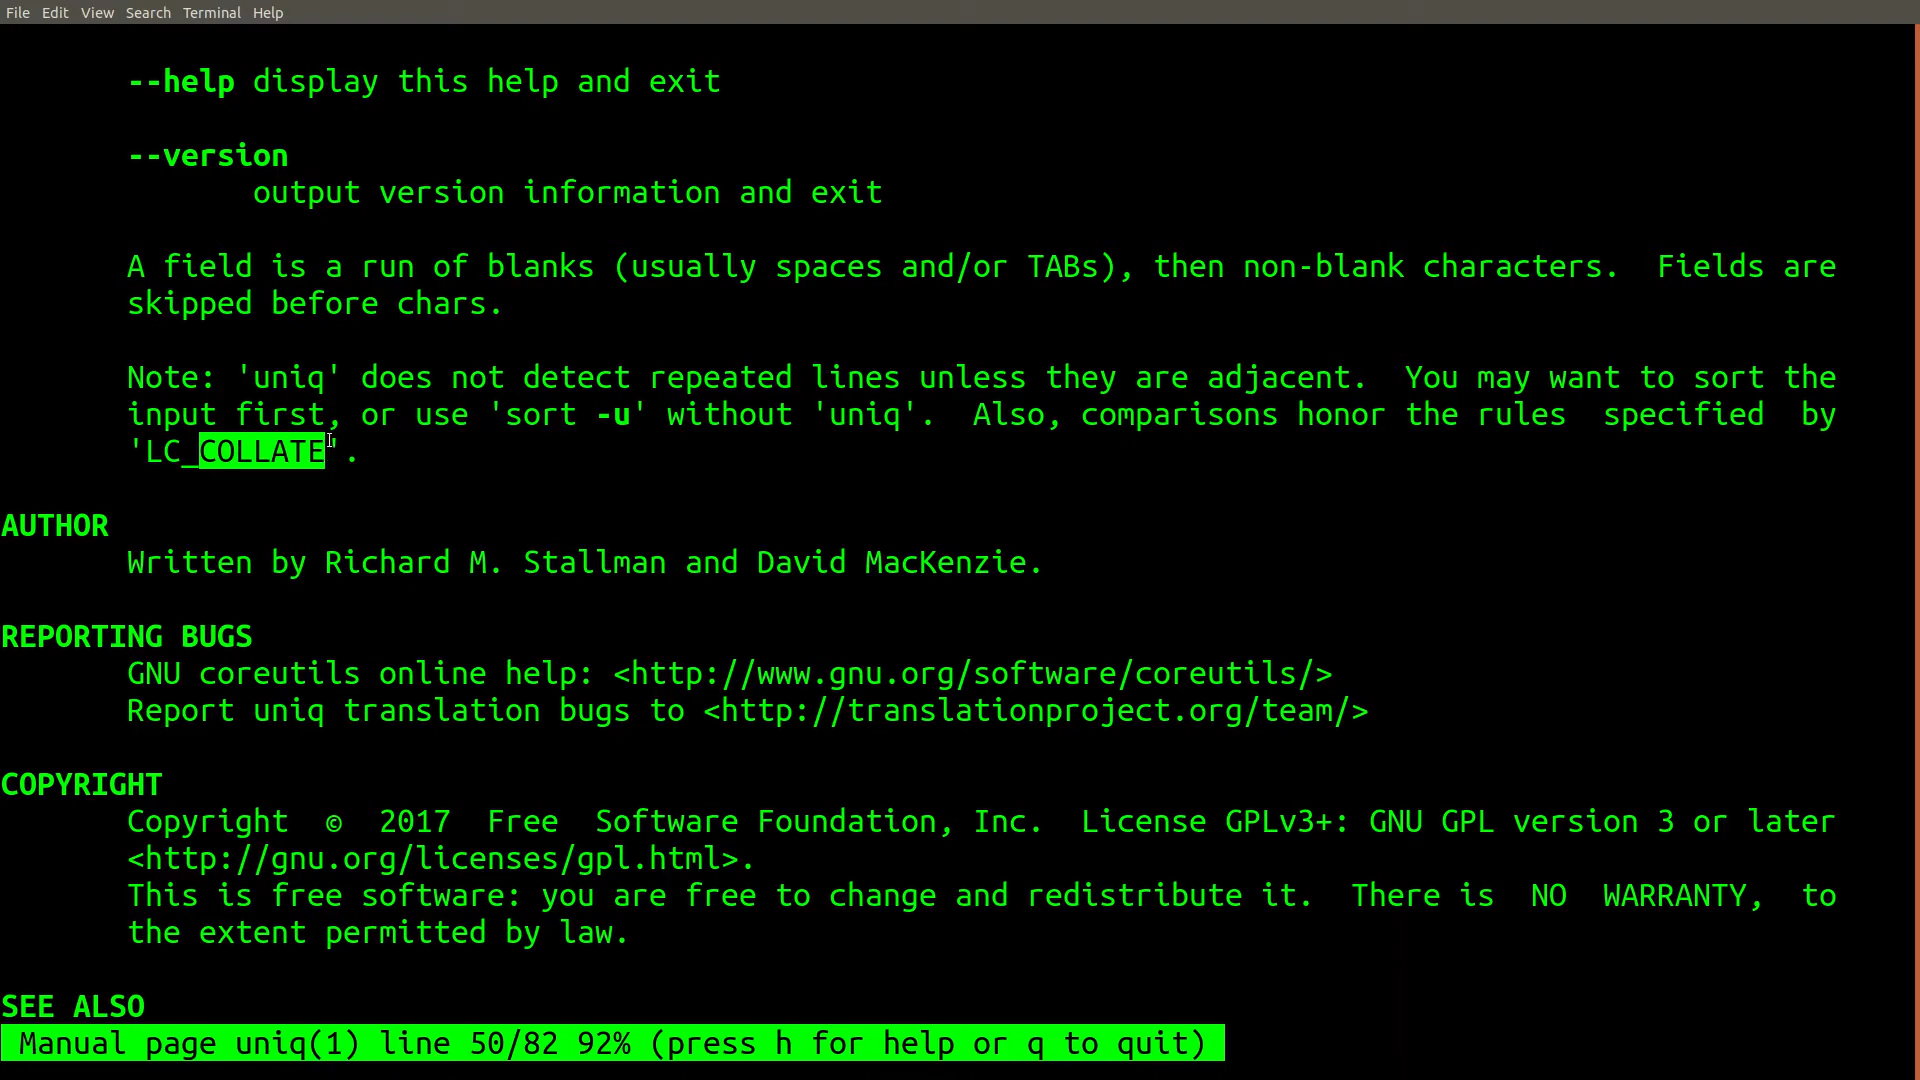 File Edit View Search Terminal Help
--help display this help and exit
--version
output version information and exit
A field is a run of blanks (usually spaces and/or TABs), then non-blank characters.  Fields are
skipped before chars.
Note: 'uniq' does not detect repeated lines unless they are adjacent.  You may want to sort the
input first, or use 'sort -u' without 'uniq'.  Also, comparisons honor the rules  specified  by
'LC_COLLATE'.
AUTHOR
Written by Richard M. Stallman and David MacKenzie.
REPORTING BUGS
GNU coreutils online help: <http://www.gnu.org/software/coreutils/>
Report uniq translation bugs to <http://translationproject.org/team/>
COPYRIGHT
Copyright  ©  2017  Free  Software Foundation, Inc.  License GPLv3+: GNU GPL version 3 or later
<http://gnu.org/licenses/gpl.html>.
This is free software: you are free to change and redistribute it.  There is  NO  WARRANTY,  to
the extent permitted by law.
SEE ALSO
Manual page uniq(1) line 50/82 92% (press h for help or q to quit)